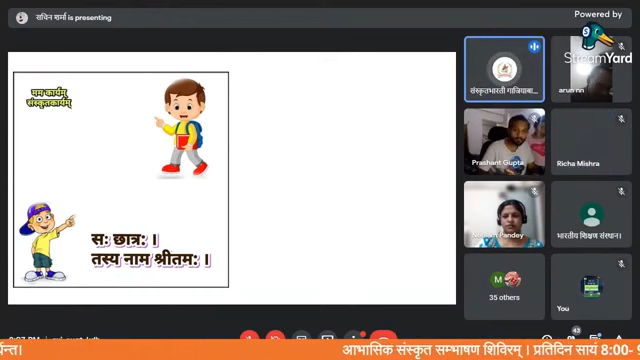 सचिन शर्मा is presenting
Powered by
StreamYard
मम कार्यम्
संस्कृतकार्यम्
सः छात्रः ।
तस्य नाम श्रीतमः ।
संस्कृतभारती गाजियाबा...
Prashant Gupta
Richa Mishra
Pandey
भारतीय शिक्षण संस्थान।
M
35 others
You
43
आभासिक संस्कृत सम्भाषण शिविरम् । प्रतिदिन सायं 8:00-